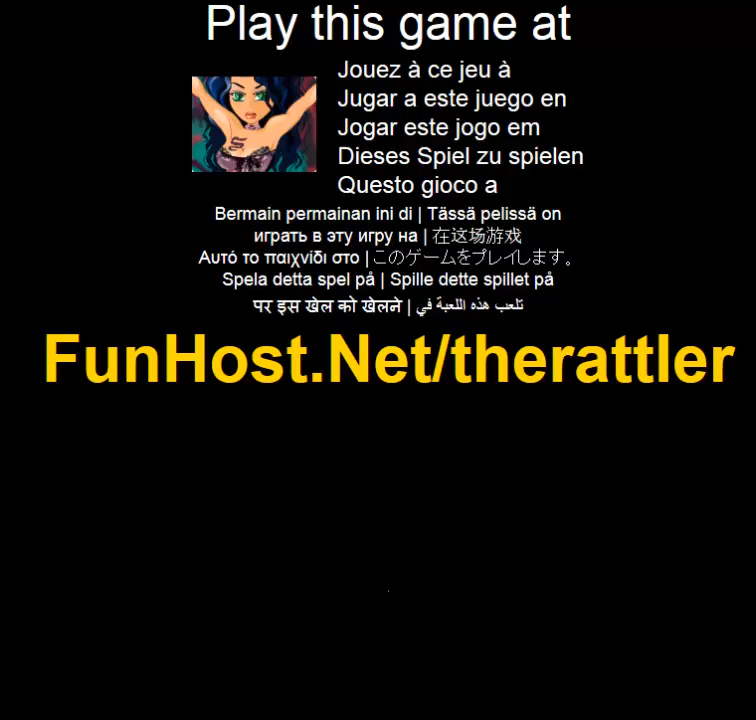 Play this game at
Jouez à ce jeu à
Jugar a este juego en
Jogar este jogo em
Dieses Spiel zu spielen
Questo gioco a
Bermain permainan ini di | Tässä pelissä on
играть в эту игру на | 在这场游戏
Αυτό το παιχνίδι στο | このゲームをプレイします。
Spela detta spel på | Spille dette spillet på
पर इस खेल को खेलने | تلعب هذه اللعبة في
FunHost.Net/therattler